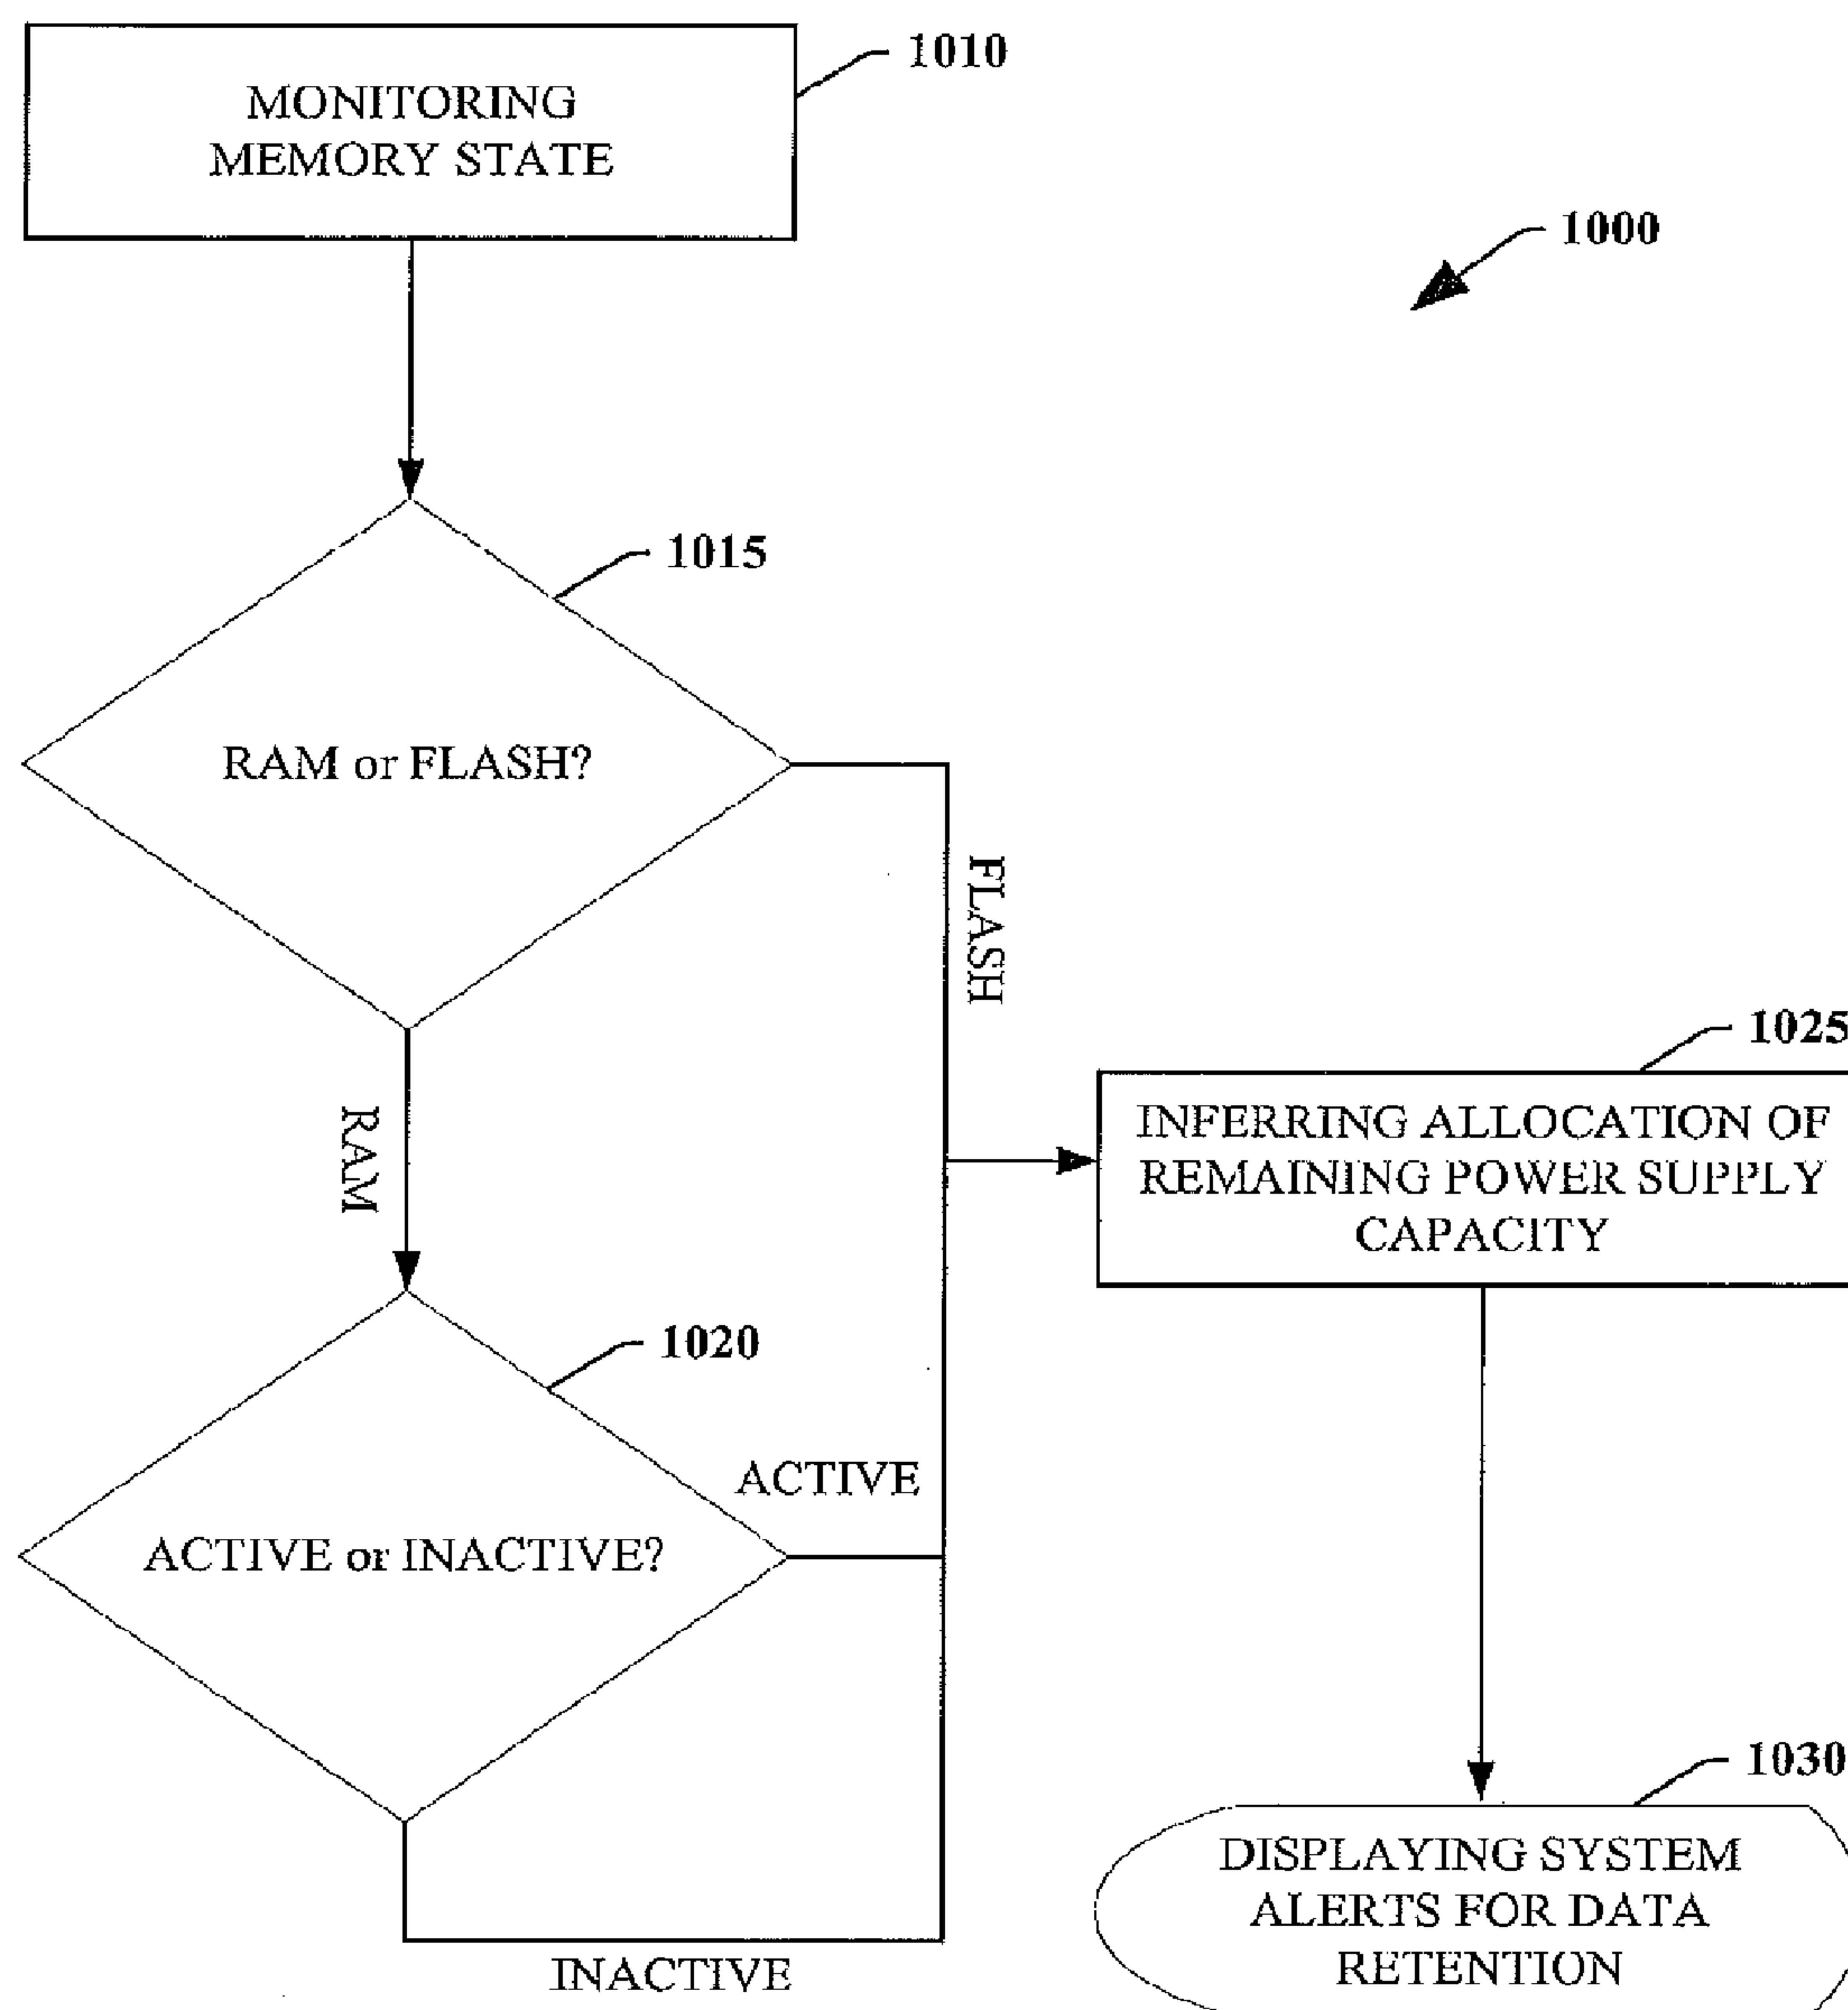 1010
MONITORING
MEMORY STATE
1000
1015
RAM or FLASH?
FLASH
1025
INFERRING ALLOCATION OF
REMAINING POWER SUPPLY
CAPACITY
RAM
1020
ACTIVE
ACTIVE or INACTIVE?
INACTIVE
1030
DISPLAYING SYSTEM
ALERTS FOR DATA
RETENTION